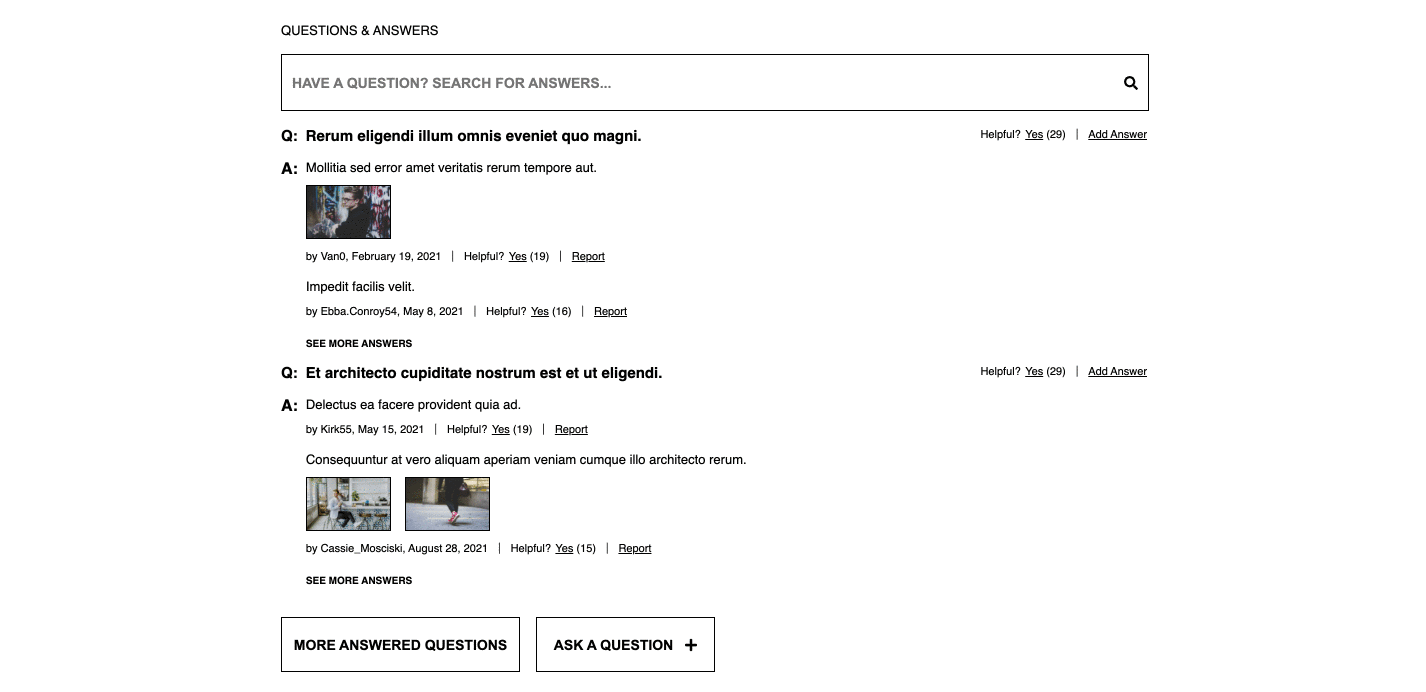 QUESTIONS & ANSWERS
HAVE A QUESTION? SEARCH FOR ANSWERS...
Q: Rerum eligendi illum omnis eveniet quo magni. Helpful? Yes (29) | Add Answer
A: Mollitia sed error amet veritatis rerum tempore aut.
by Van0, February 19, 2021 | Helpful? Yes (19) | Report
Impedit facilis velit.
by Ebba.Conroy54, May 8, 2021 | Helpful? Yes (16) | Report
SEE MORE ANSWERS
Q: Et architecto cupiditate nostrum est et ut eligendi. Helpful? Yes (29) | Add Answer
A: Delectus ea facere provident quia ad.
by Kirk55, May 15, 2021 | Helpful? Yes (19) | Report
Consequuntur at vero aliquam aperiam veniam cumque illo architecto rerum.
by Cassie_Mosciski, August 28, 2021 | Helpful? Yes (15) | Report
SEE MORE ANSWERS
MORE ANSWERED QUESTIONS ASK A QUESTION +